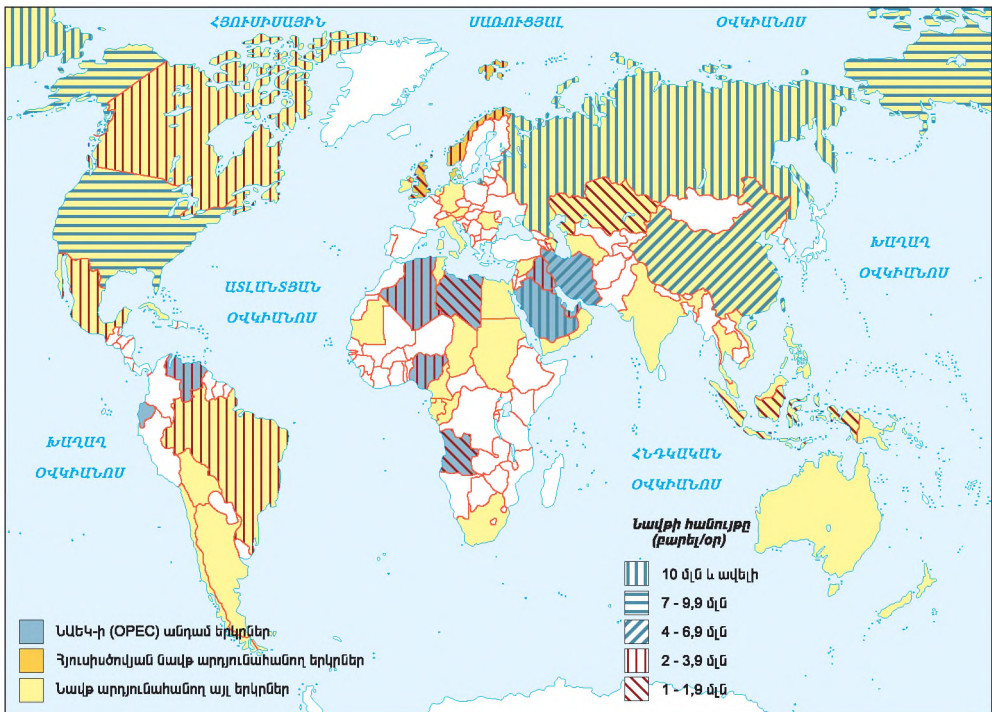 ՀՅՈՒՍԻՍԱՅԻՆ ՍԱՌՈՒՑՅԱԼ ՕՎԿԻԱՆՈՍ
ԽԱՂԱՂ
ՕՎԿԻԱՆՈՍ
ԱՏԼԱՆՏՅԱՆ
ՕՎԿԻԱՆՈՍ
ԽԱՂԱՂ
ՕՎԿԻԱՆՈՍ
ՀՆԴԿԱԿԱՆ
ՕՎԿԻԱՆՈՍ
Նավթի հանույթը
(բարել/օր)
10 մլն և ավելի
7 - 9,9 մլն
4 - 6,9 մլն
2 - 3,9 մլն
1 - 1,9 մլն
ՆԱԵԿ-ի (OPEC) անդամ երկրներ
Հյուսիսծովյան նավթ արդյունահանող երկրներ
Նավթ արդյունահանող այլ երկրներ